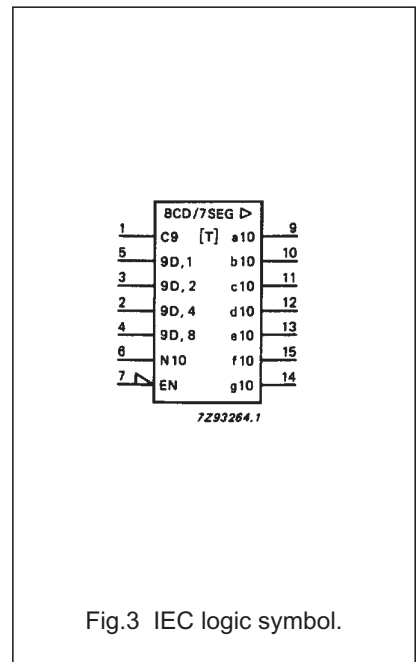 BCD/7SEG ▷
1 C9 [T] a10 9
5 9D,1 b10 10
3 9D,2 c10 11
2 9D,4 d10 12
4 9D,8 e10 13
6 N10 f10 15
7 EN g10 14
7Z93264.1
Fig.3 IEC logic symbol.